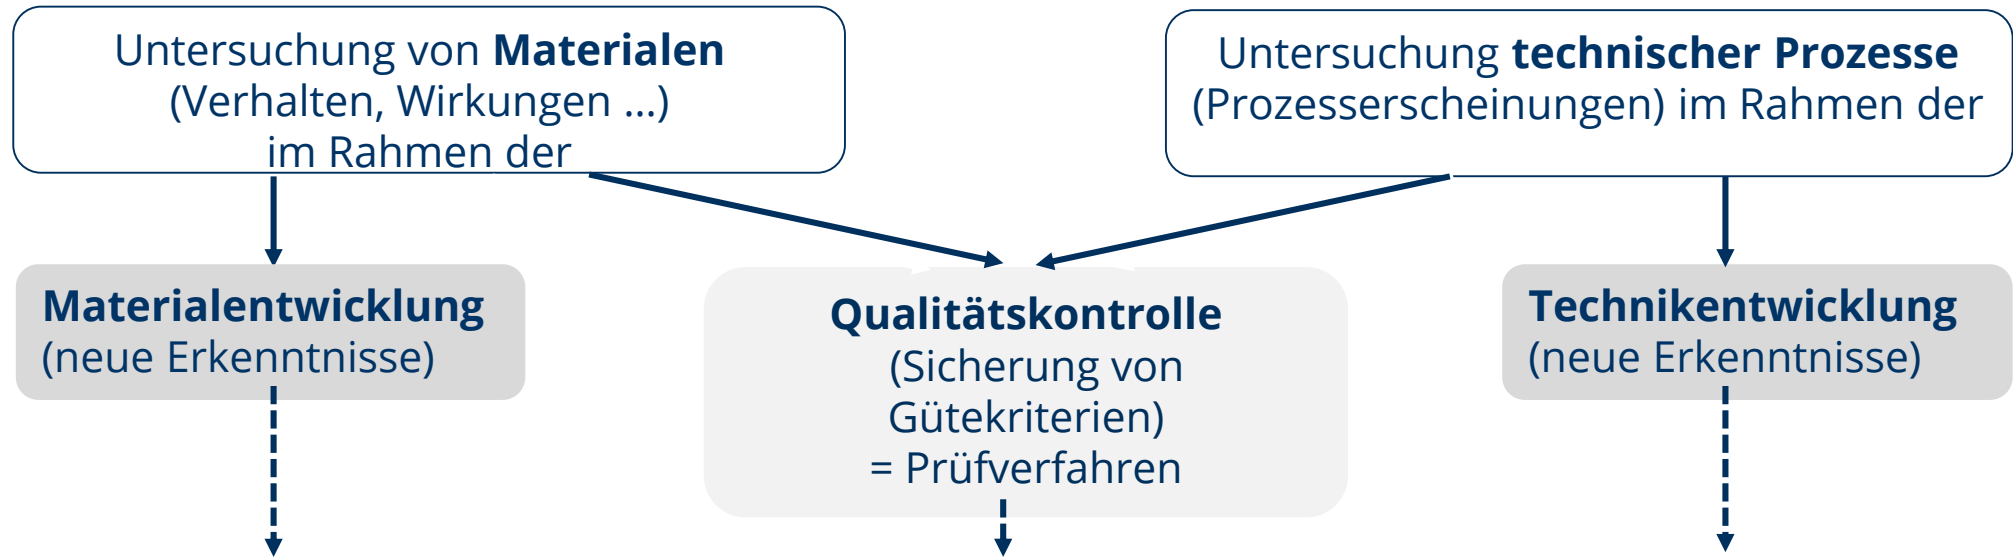 Untersuchung von Materialen
(Verhalten, Wirkungen ...)
im Rahmen der
Untersuchung technischer Prozesse
(Prozesserscheinungen) im Rahmen der
Materialentwicklung
(neue Erkenntnisse)
Qualitätskontrolle
(Sicherung von
Gütekriterien)
= Prüfverfahren
Technikentwicklung
(neue Erkenntnisse)